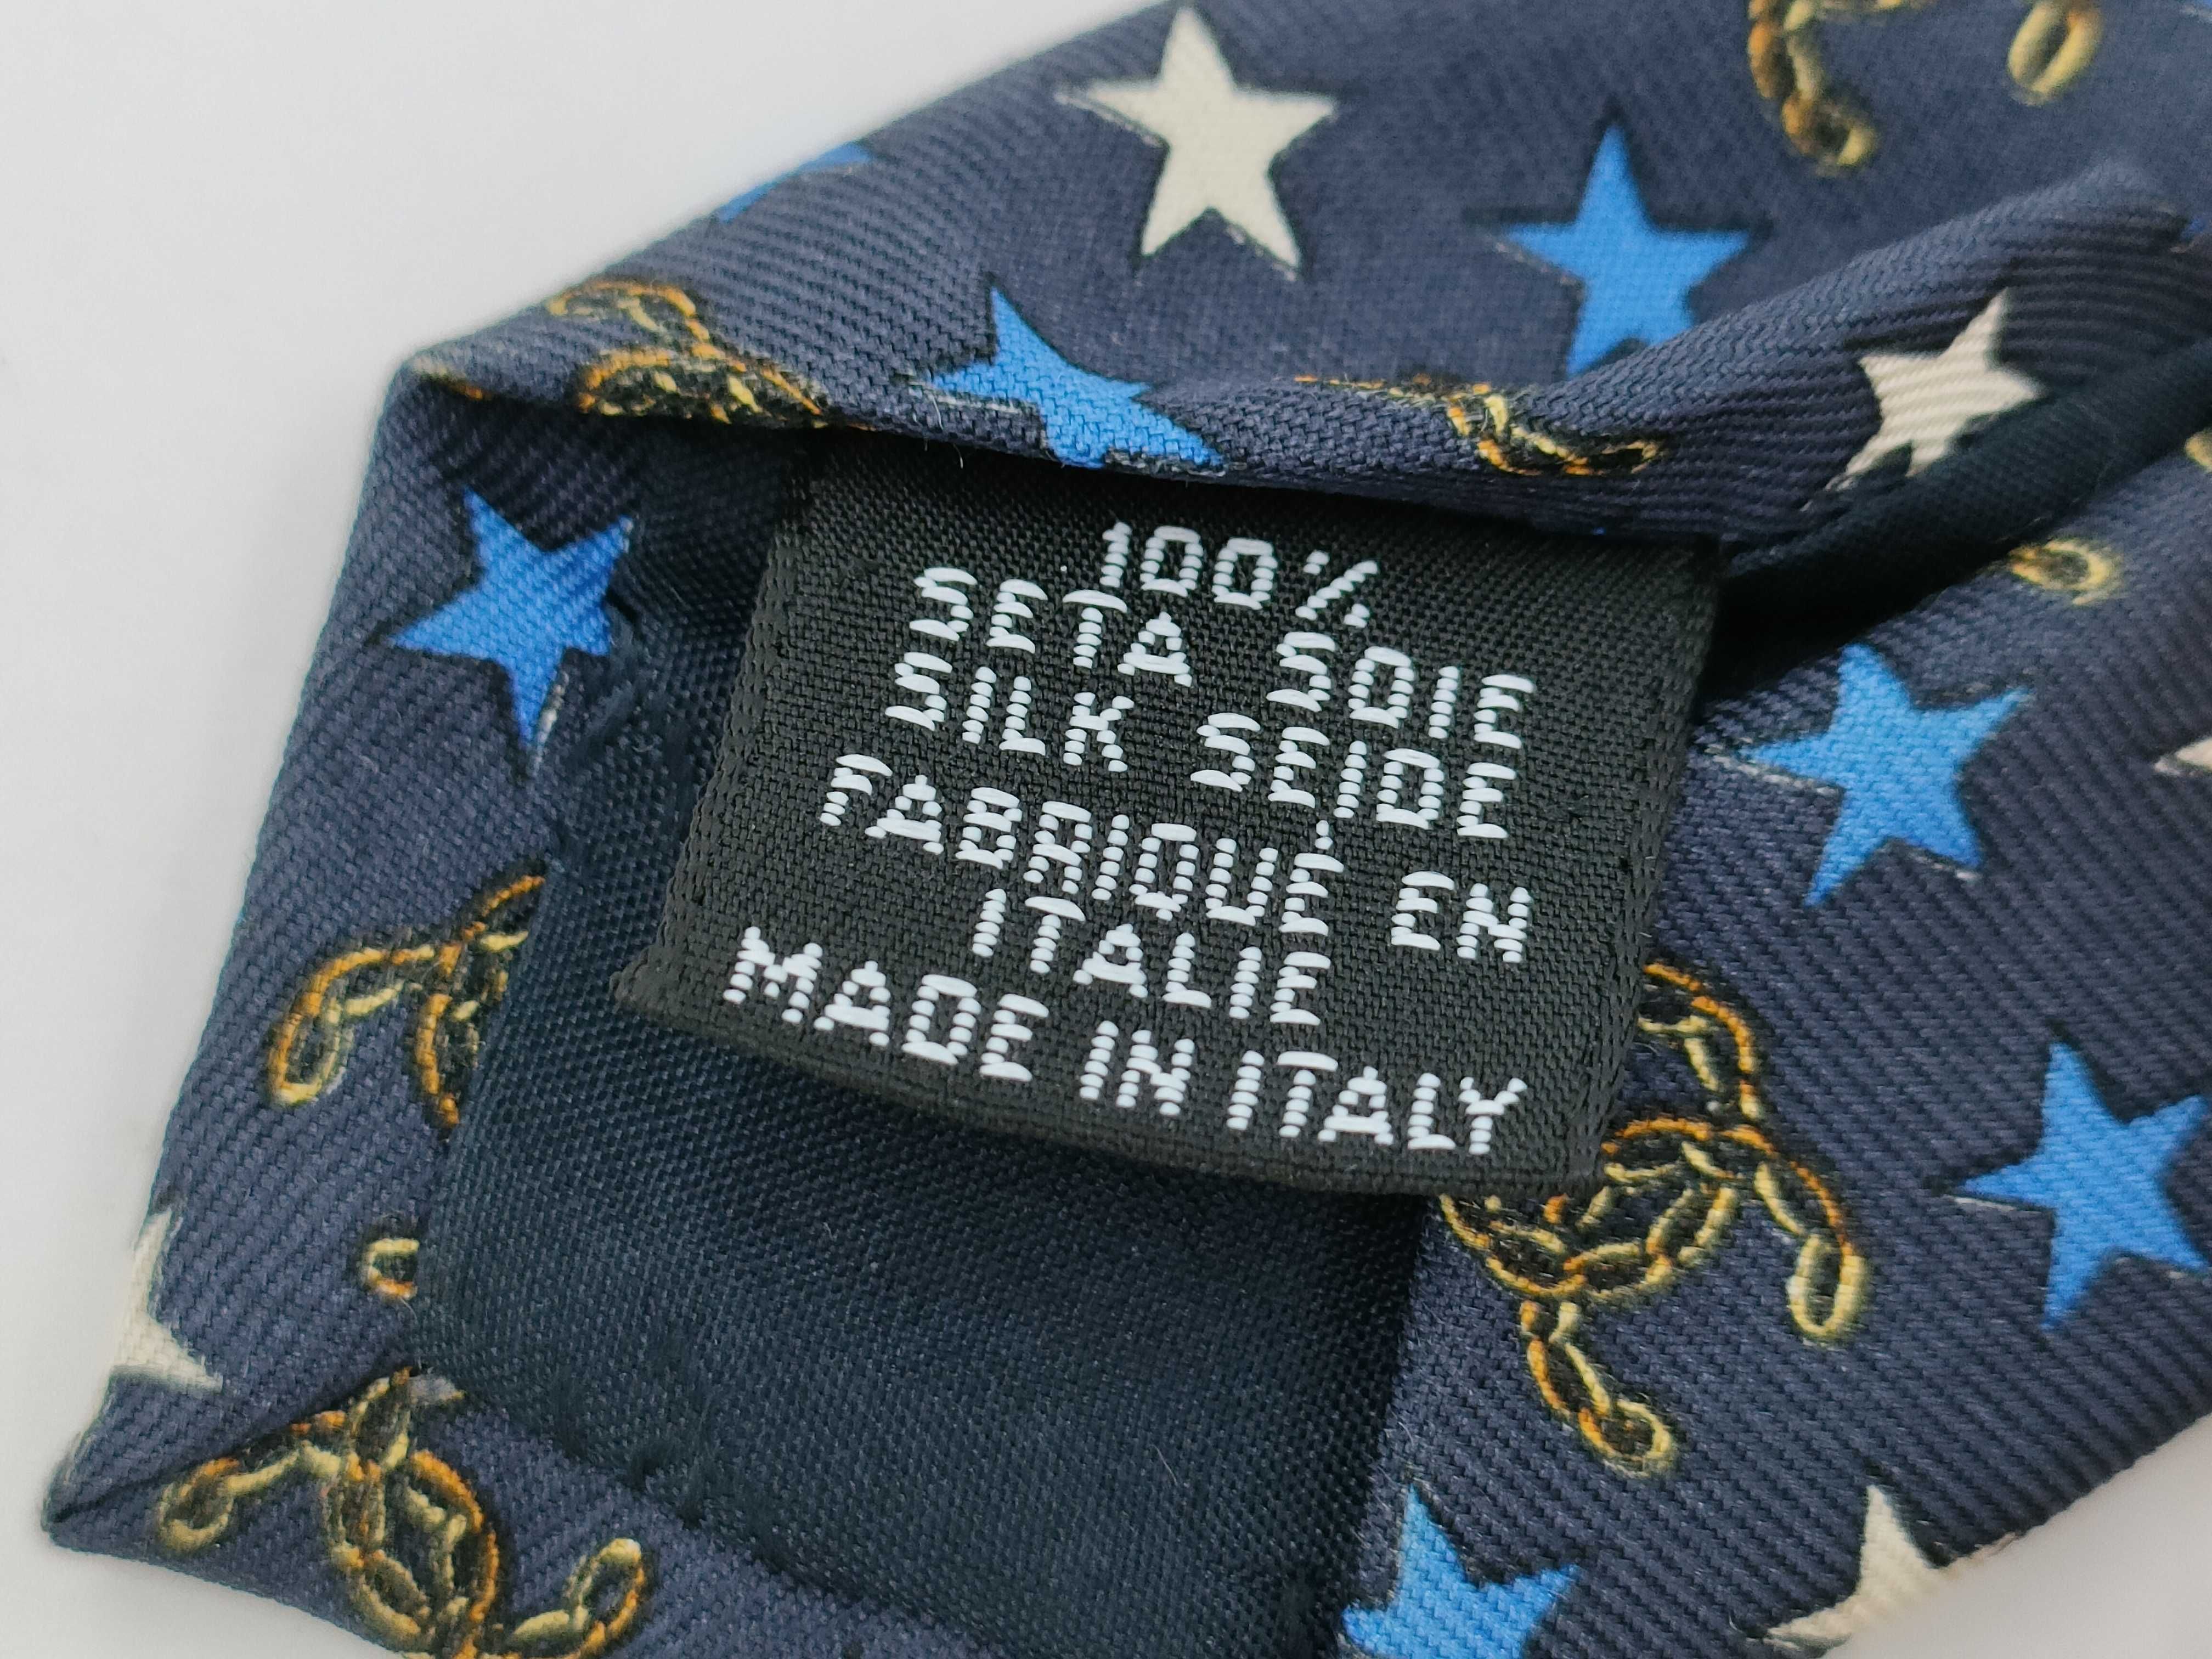 100%
SETA SOIE
SILK SEIDE
FABRIQUÉ EN
ITALIE
MADE IN ITALY